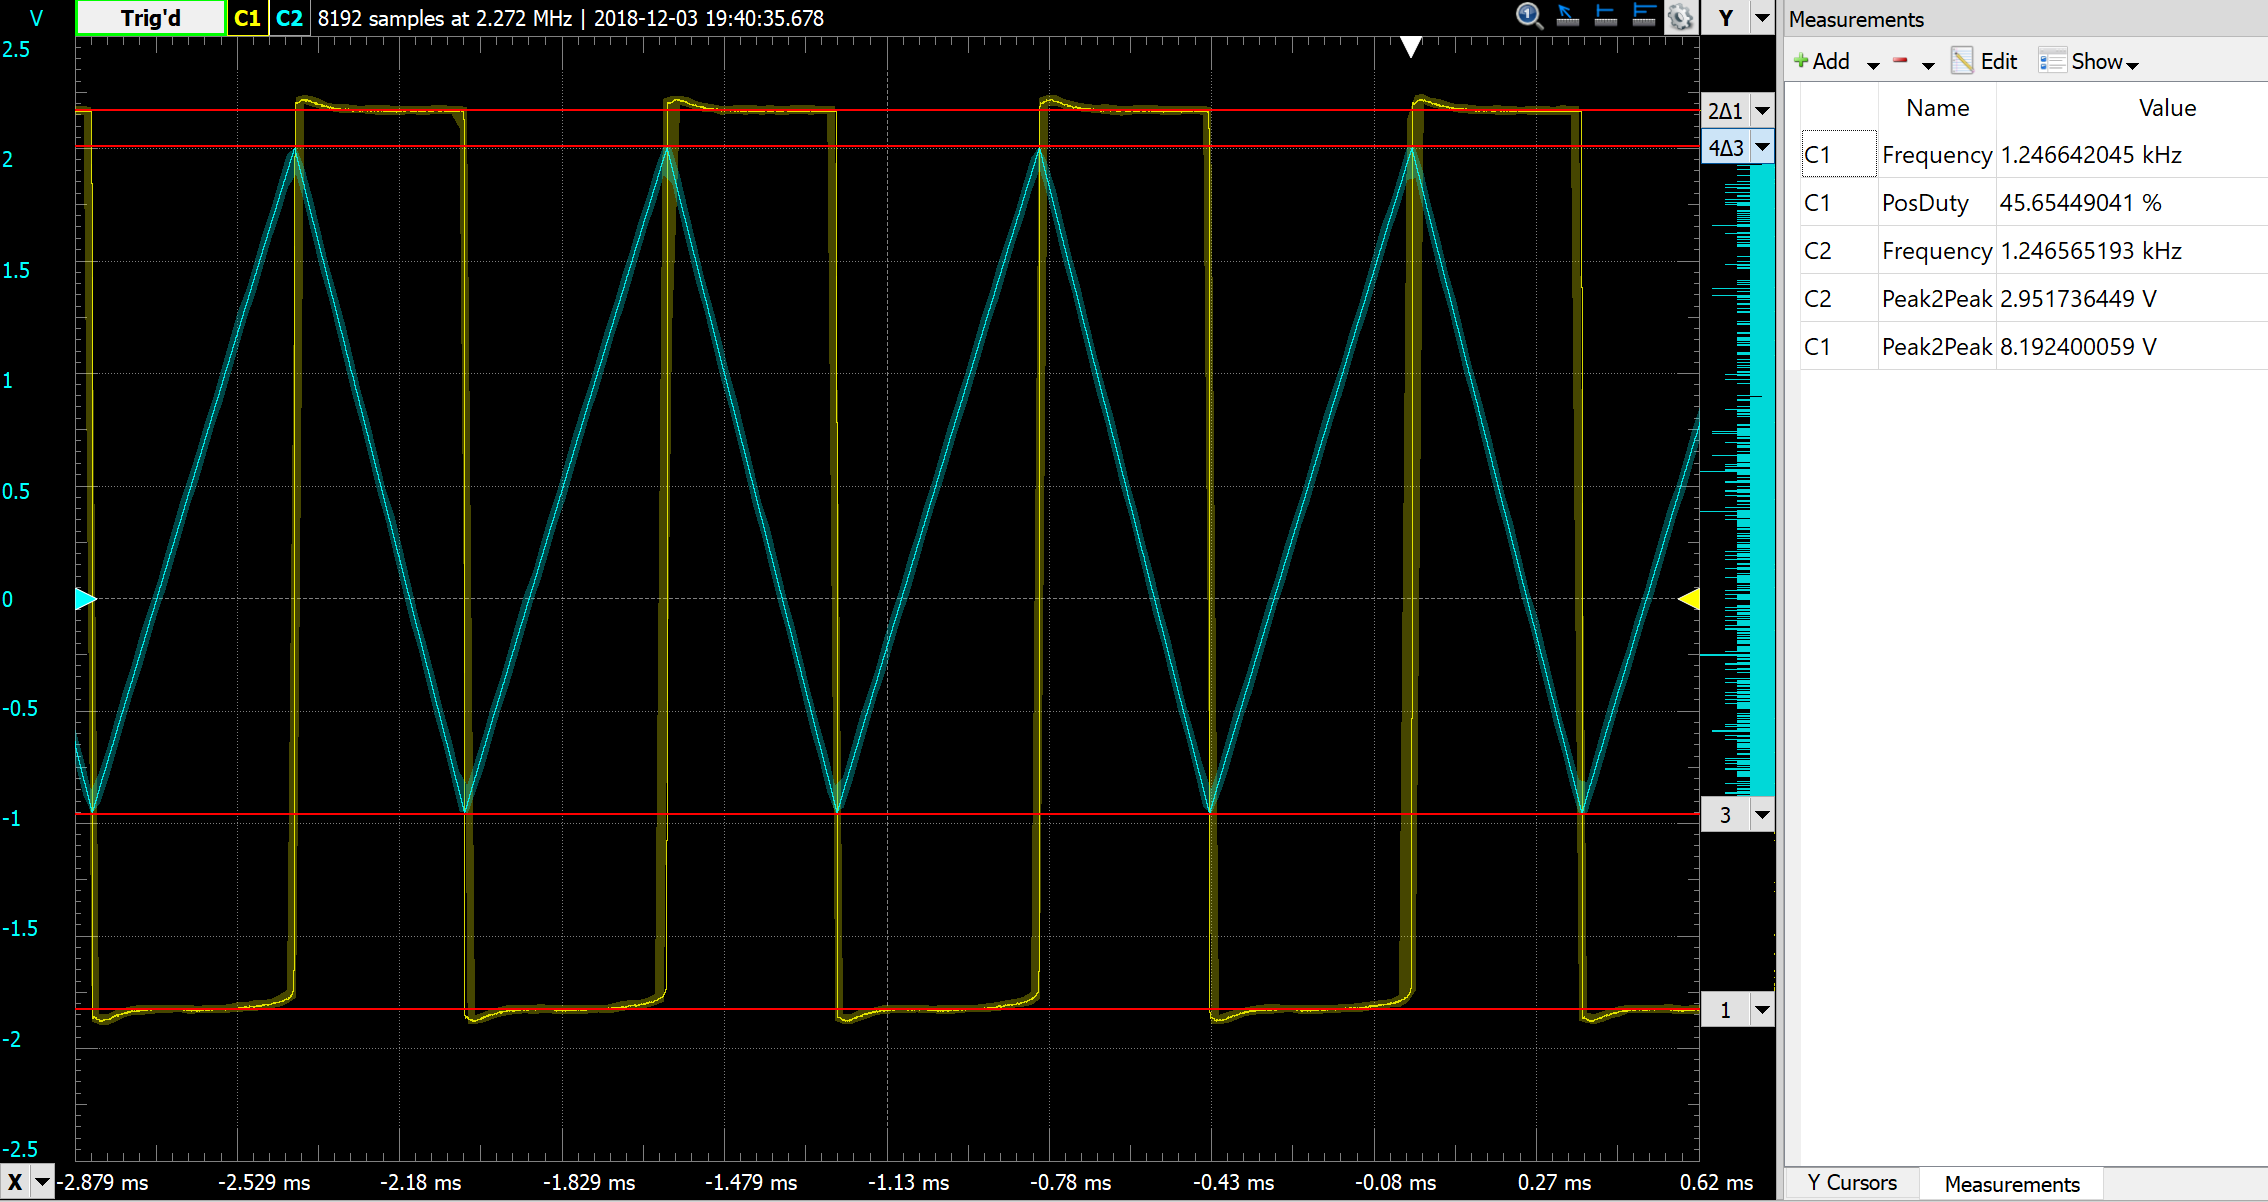 V Trig'd C1 C2 8192 samples at 2.272 MHz | 2018-12-03 19:40:35.678 1 Y
2.5
2
1.5
1
0.5
0
-0.5
-1
-1.5
-2
-2.5
2Δ1
4Δ3
3
1
X -2.879 ms -2.529 ms -2.18 ms -1.829 ms -1.479 ms -1.13 ms -0.78 ms -0.43 ms -0.08 ms 0.27 ms 0.62 ms
Measurements
Add Edit Show
Name Value
C1 Frequency 1.246642045 kHz
C1 PosDuty 45.65449041 %
C2 Frequency 1.246565193 kHz
C2 Peak2Peak 2.951736449 V
C1 Peak2Peak 8.192400059 V
Y Cursors Measurements